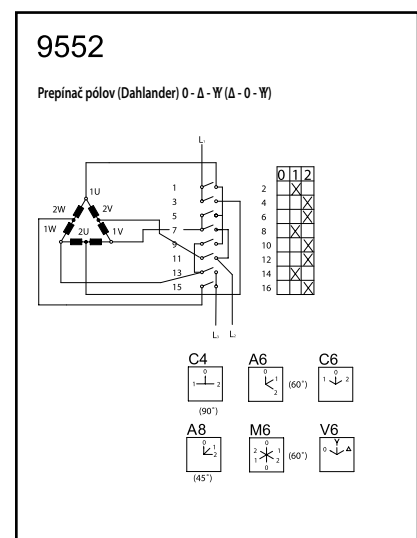 9552
Prepínač pólov (Dahlander) 0 - Δ - YY (Δ - 0 - YY)
L₁
1U
2W 2V
1W 2U 1V
1
3
5
7
9
11
13
15
0 1 2
2 X
4 X
6 X
8 X
10 X
12 X
14 X
16 X
C4 A6 C6
0
1 2
(90˚)
0
1
2
(60˚)
0
1 2
A8 M6 V6
0
1
2
(45˚)
0
2 1
1 2
0
(60˚)
Y
0 Δ